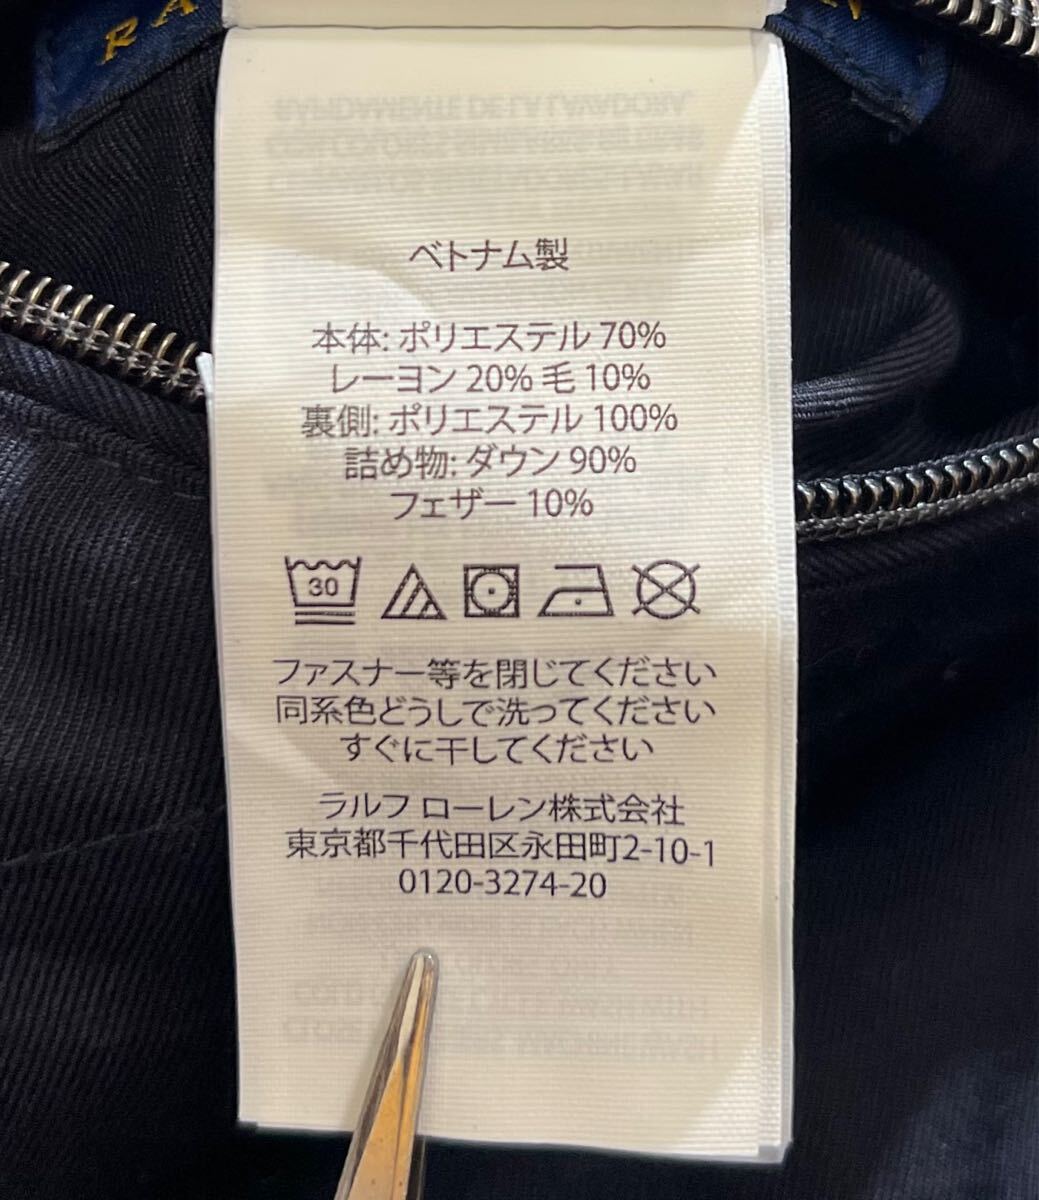 RA
ベトナム製
本体: ポリエステル 70%
レーヨン 20% 毛 10%
裏側: ポリエステル 100%
詰め物: ダウン 90%
フェザー 10%
30
ファスナー等を閉じてください
同系色どうしで洗ってください
すぐに干してください
ラルフ ローレン株式会社
東京都千代田区永田町2-10-1
0120-3274-20